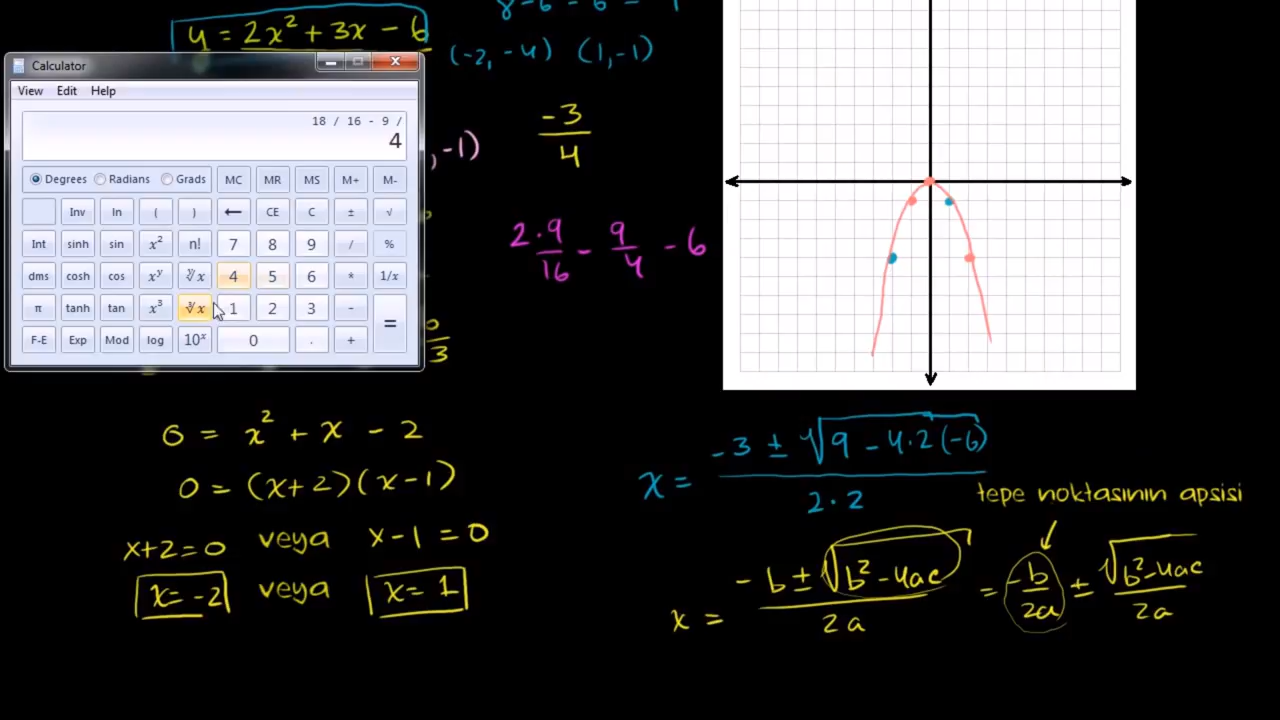 y = 2x² + 3x - 6
(-2, -4) (1, -1)
Calculator
View Edit Help
18 / 16 - 9 /
4
Degrees Radians Grads MC MR MS M+ M-
Inv ln ( ) ← CE C ± √
Int sinh sin x² n! 7 8 9 / %
dms cosh cos xʸ ʸ√x 4 5 6 * 1/x
π tanh tan x³ ³√x 1 2 3 - =
F-E Exp Mod log 10ˣ 0 . +
, -1)
-3/4
2·9/16 - 9/4 - 6
0 = x² + x - 2
0 = (x+2)(x-1)
x+2=0 veya x-1=0
x=-2 veya x=1
x = (-3 ± √(9 - 4·2(-6)))/(2·2)
tepe noktasının apsisi
x = (-b ± √(b²-4ac))/(2a) = -b/(2a) ± √(b²-4ac)/(2a)